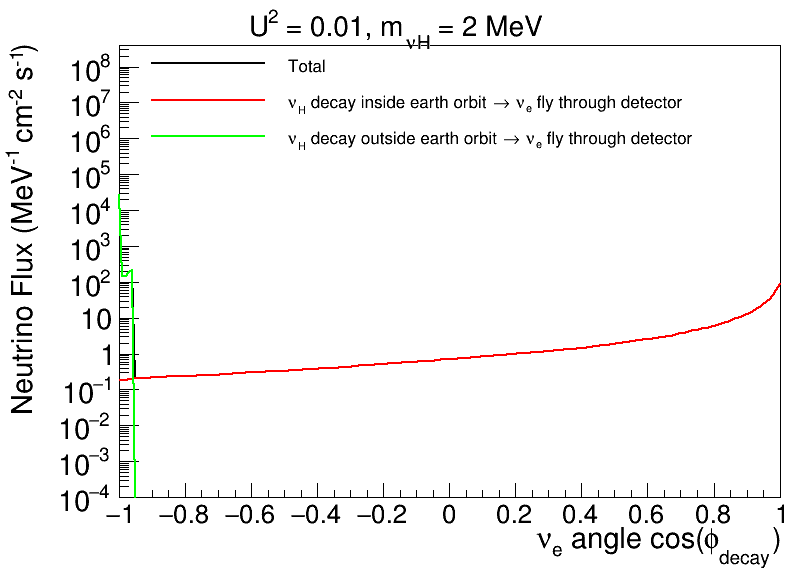 U² = 0.01, m_νH = 2 MeV
Total
ν_H decay inside earth orbit → ν_e fly through detector
ν_H decay outside earth orbit → ν_e fly through detector
Neutrino Flux (MeV⁻¹ cm⁻² s⁻¹)
10⁸
10⁷
10⁶
10⁵
10⁴
10³
10²
10
1
10⁻¹
10⁻²
10⁻³
10⁻⁴
−1 −0.8 −0.6 −0.4 −0.2 0 0.2 0.4 0.6 0.8 1
ν_e angle cos(ϕ_decay)